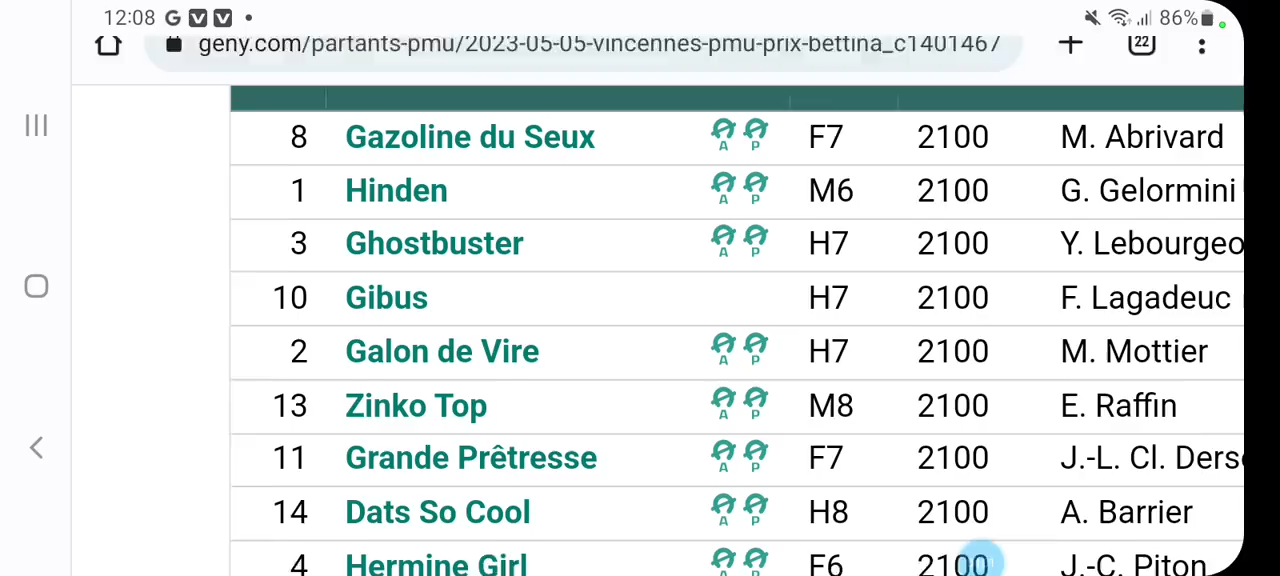 12:08 G V V • 86%
geny.com/partants-pmu/2023-05-05-vincennes-pmu-prix-bettina_c1401467 22
8 Gazoline du Seux A P F7 2100 M. Abrivard
1 Hinden A P M6 2100 G. Gelormini
3 Ghostbuster A P H7 2100 Y. Lebourgeo
10 Gibus H7 2100 F. Lagadeuc
2 Galon de Vire A P H7 2100 M. Mottier
13 Zinko Top A P M8 2100 E. Raffin
11 Grande Prêtresse A P F7 2100 J.-L. Cl. Ders
14 Dats So Cool A P H8 2100 A. Barrier
4 Hermine Girl A P F6 2100 J.-C. Piton